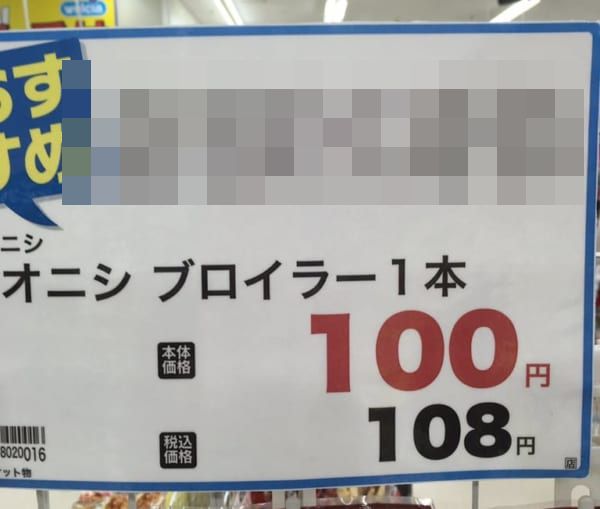 welcia
おす
すめ
ニシ
オニシ ブロイラー1本
本体
価格
100円
108円
税込
価格
8020016
店
ット物